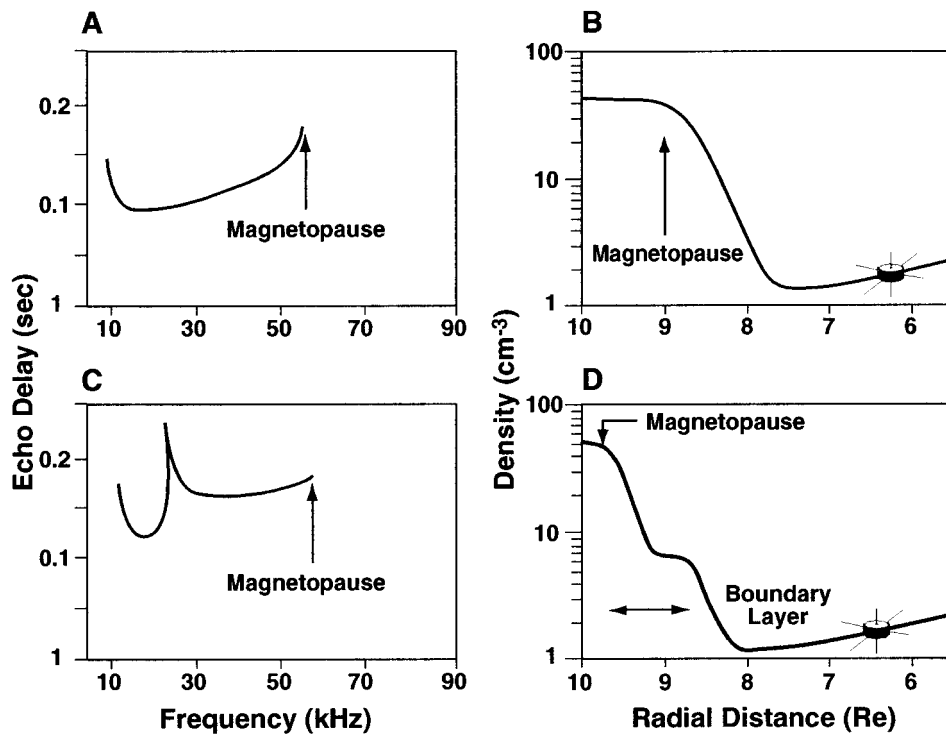 A
0.2
0.1
1
10 30 50 70 90
Magnetopause
B
100
10
1
10 9 8 7 6
Magnetopause
C
0.2
0.1
1
10 30 50 70 90
Magnetopause
Echo Delay (sec)
Frequency (kHz)
D
100
10
1
10 9 8 7 6
Magnetopause
Boundary
Layer
Density (cm⁻³)
Radial Distance (Re)